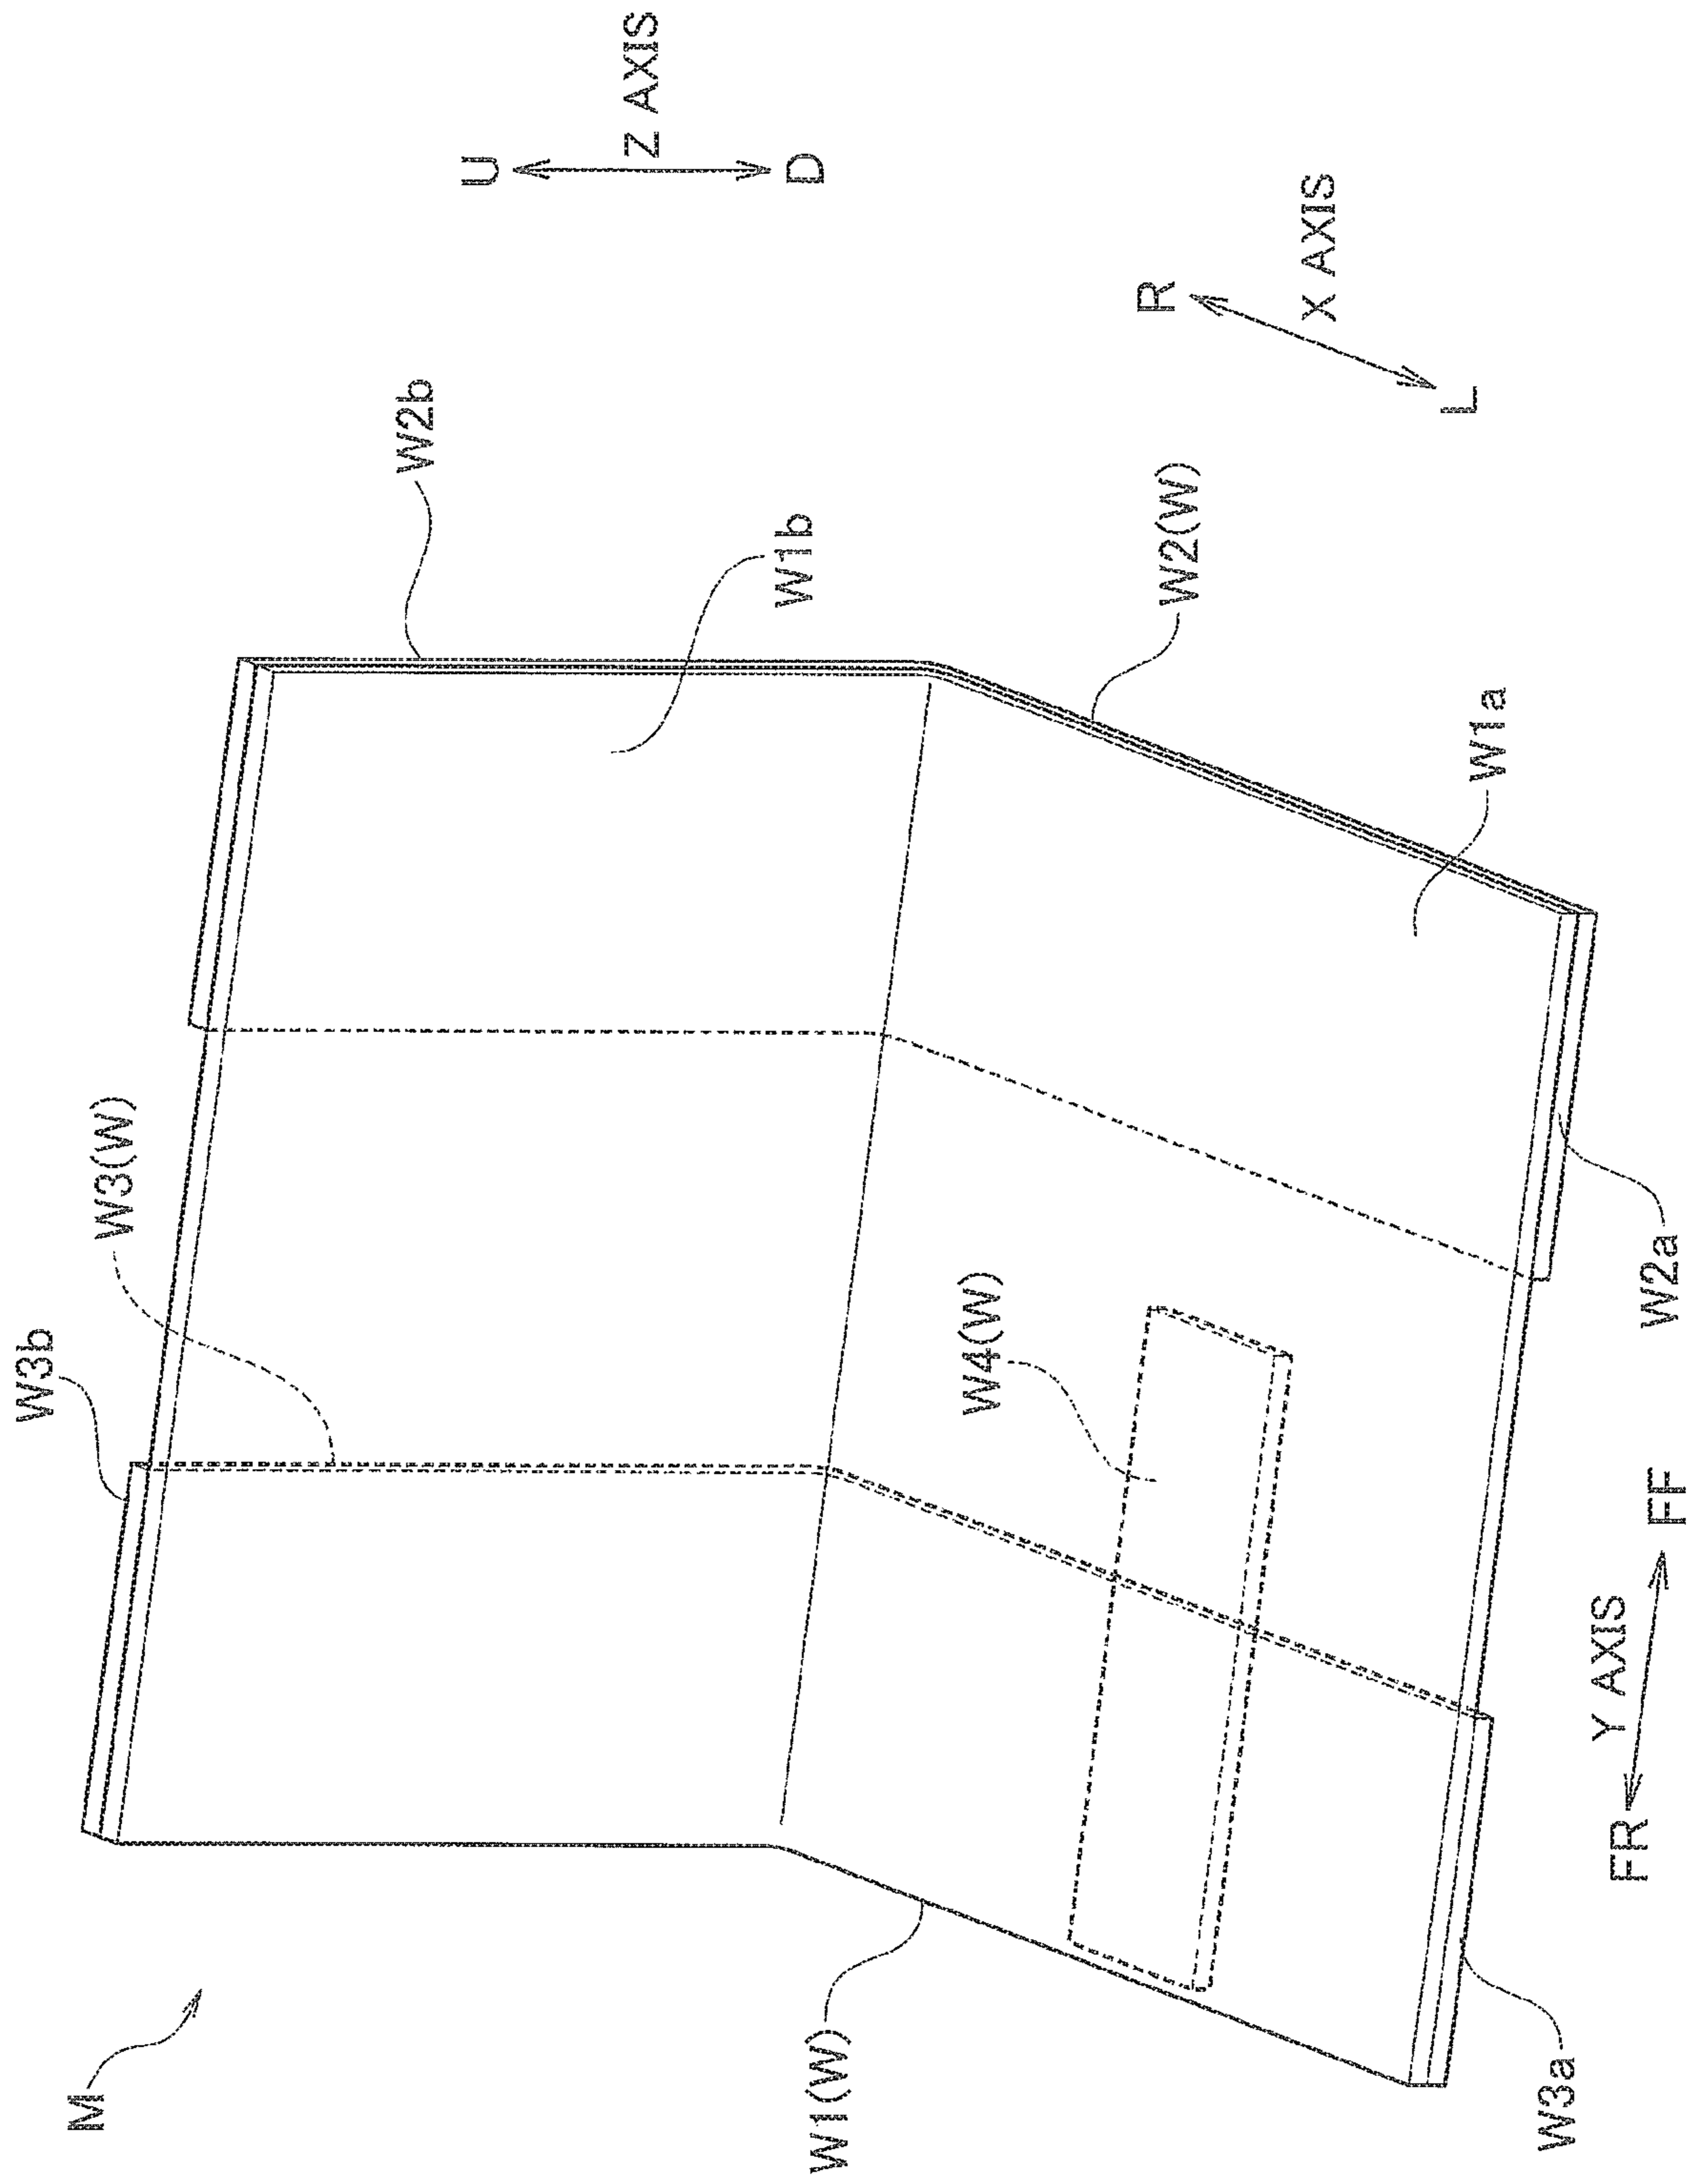 M
W3b
W3(W)
W2b
U
Z AXIS
D
W1b
W2(W)
R
X AXIS
L
W4(W)
W1a
W1(W)
W2a
W3a
FR
Y AXIS
FF